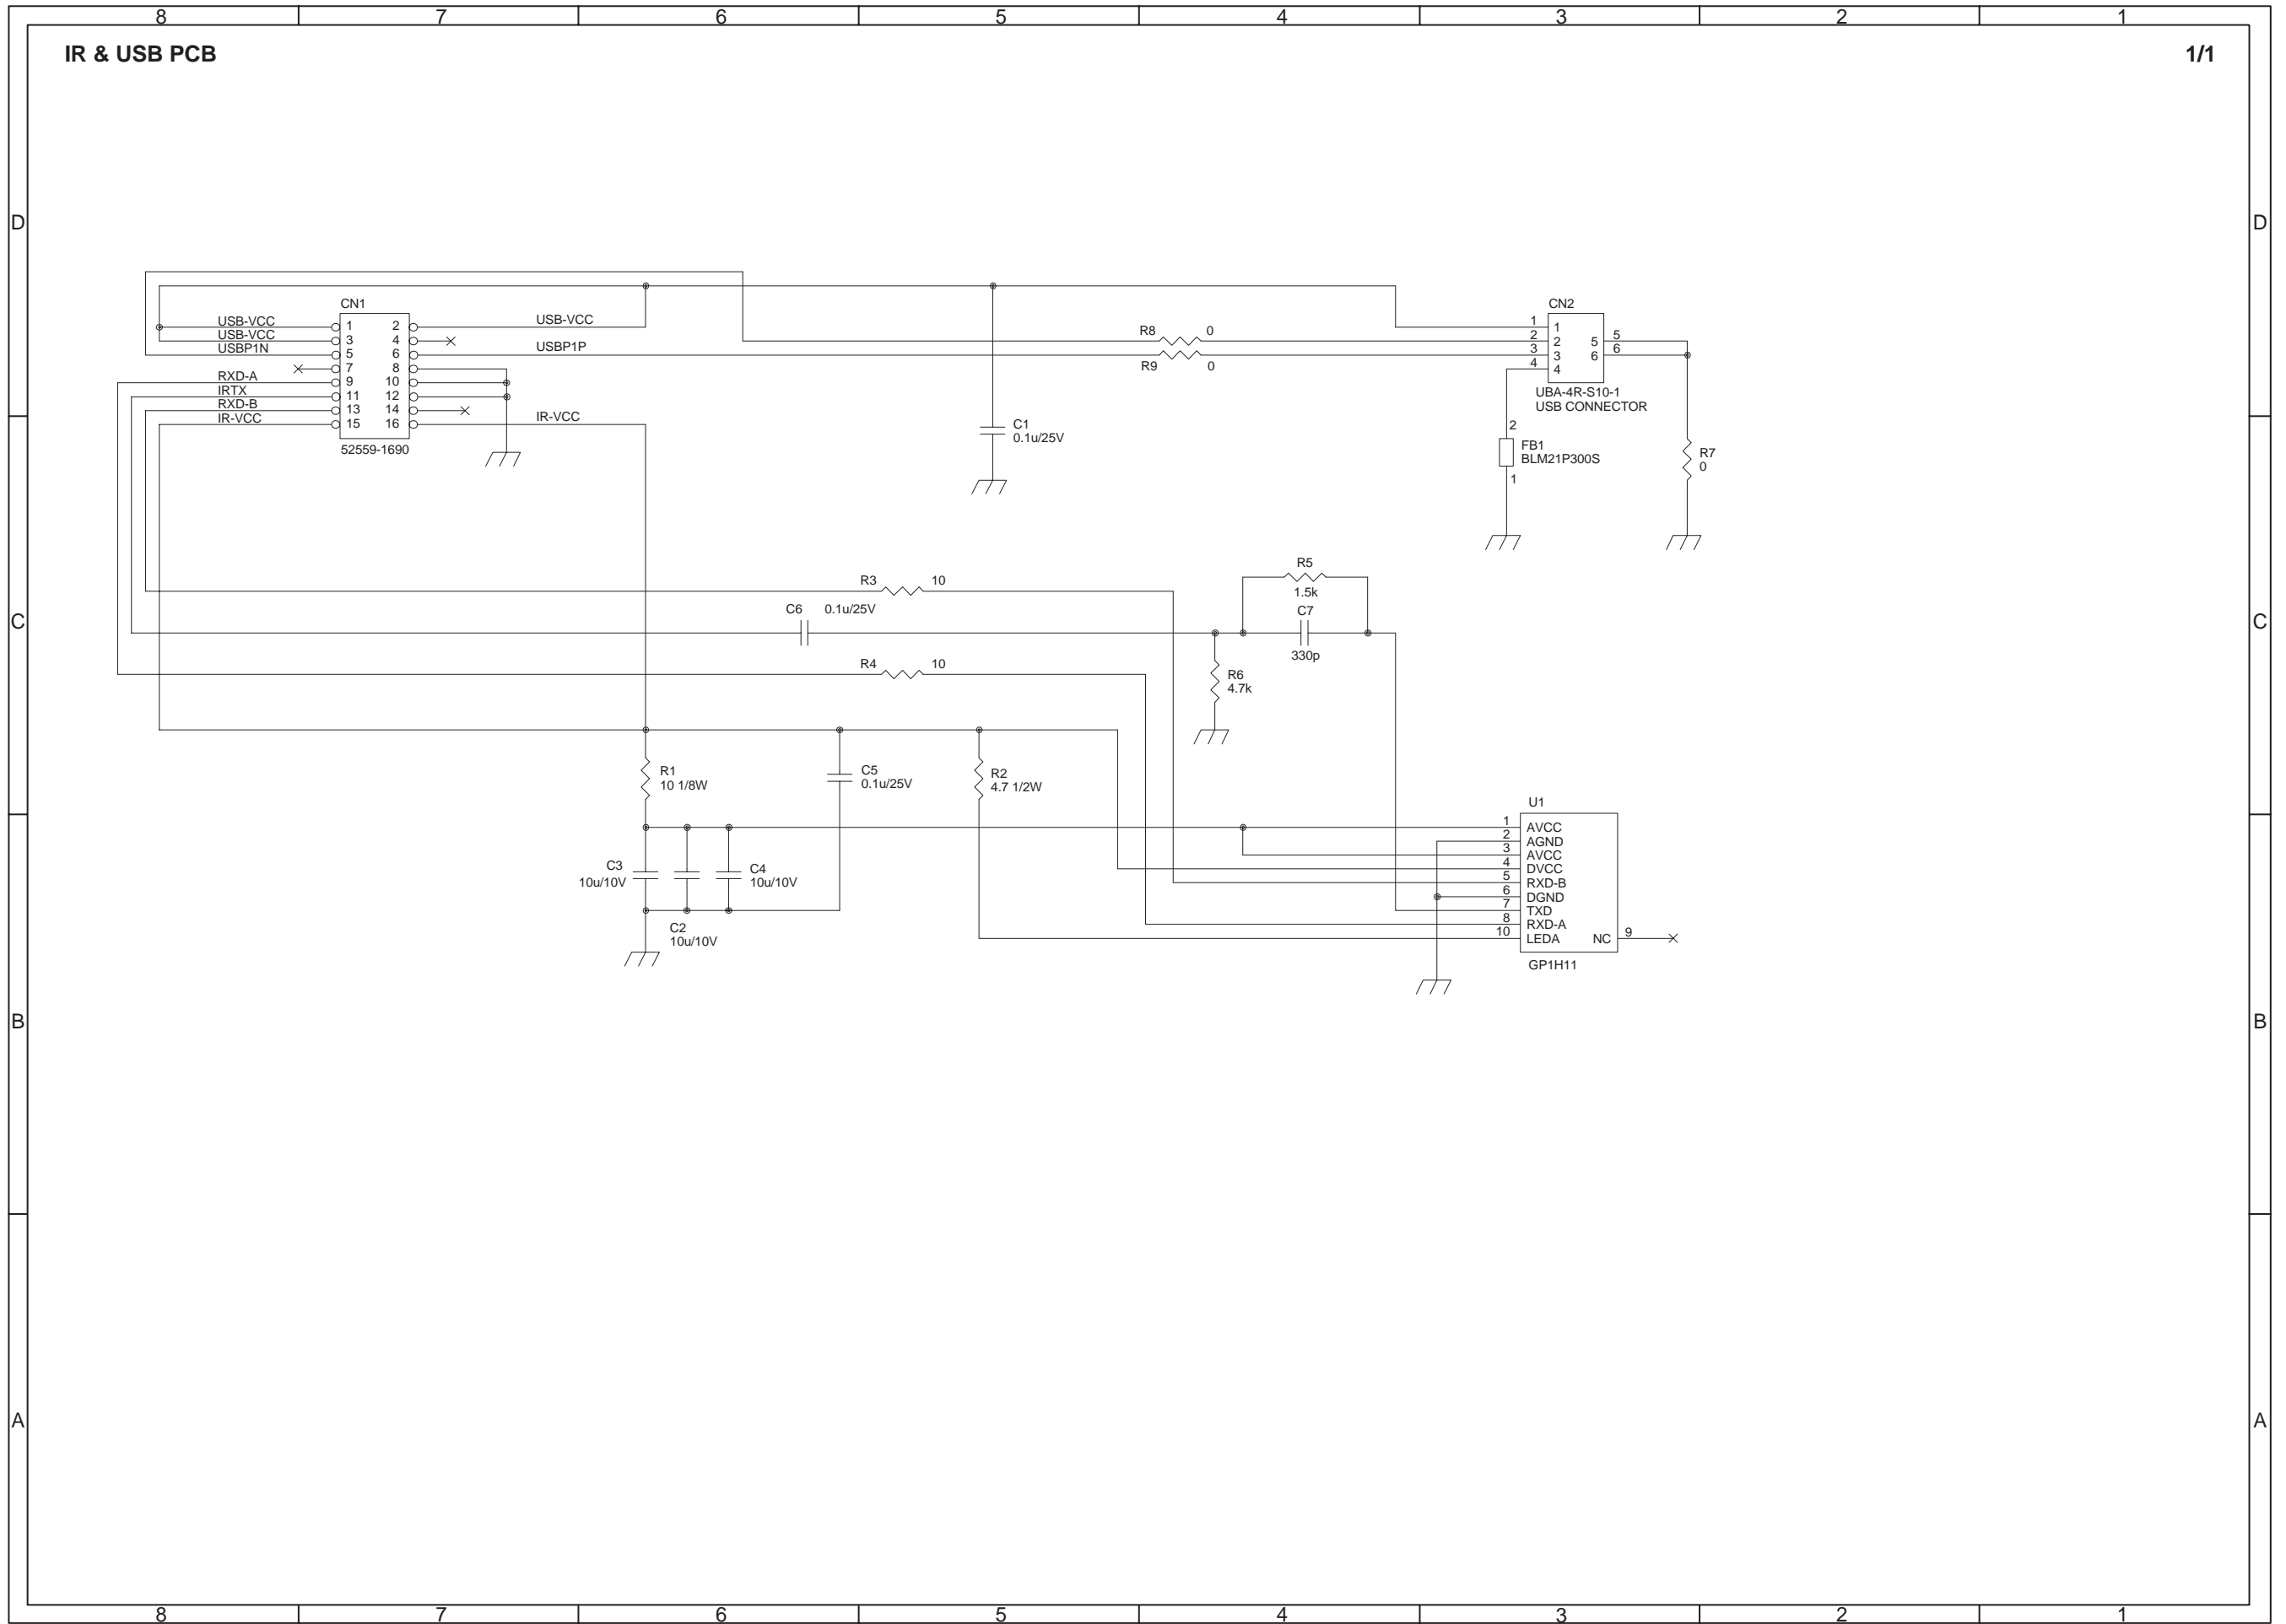 8 7 6 5 4 3 2 1
IR & USB PCB
1/1
D
D
CN1
USB-VCC
USB-VCC
USBP1N
RXD-A
IRTX
RXD-B
IR-VCC
1 2
3 4
5 6
7 8
9 10
11 12
13 14
15 16
USB-VCC
USBP1P
IR-VCC
52559-1690
R8 0
R9 0
CN2
1 1
2 2
3 3
4 4
5 5
6 6
UBA-4R-S10-1
USB CONNECTOR
C1
0.1u/25V
2
FB1
BLM21P300S
1
R7
0
C
C
R3 10
R5
1.5k
C6 0.1u/25V
C7
330p
R4 10
R6
4.7k
R1
10 1/8W
C5
0.1u/25V
R2
4.7 1/2W
C3
10u/10V
C4
10u/10V
C2
10u/10V
U1
1 AVCC
2 AGND
3 AVCC
4 DVCC
5 RXD-B
6 DGND
7 TXD
8 RXD-A
10 LEDA
NC 9
GP1H11
B
B
A
A
8 7 6 5 4 3 2 1